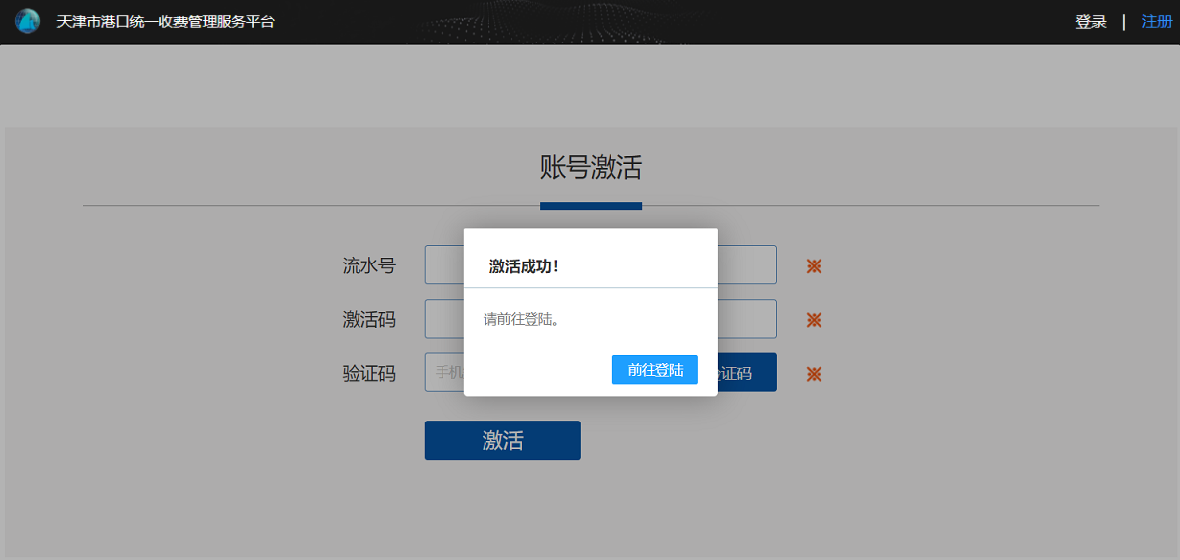 天津市港口统一收费管理服务平台
登录 | 注册
账号激活
激活成功!
流水号
请前往登陆。
激活码
前往登陆
验证码 手机 证码
激活